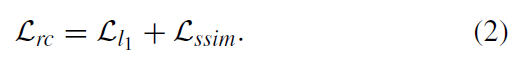 ℒ_{rc} = ℒ_{l_1} + ℒ_{ssim}. (2)